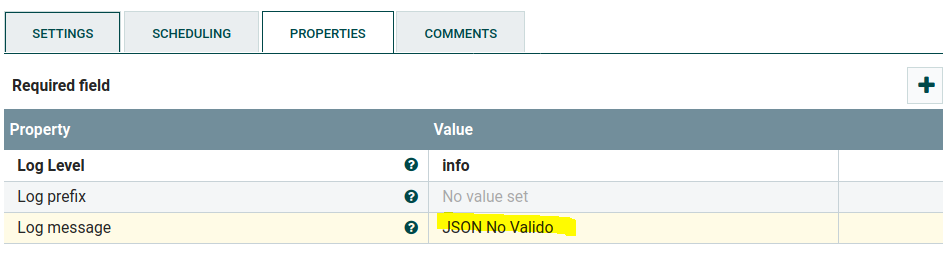 SETTINGS SCHEDULING PROPERTIES COMMENTS
Required field
Property Value
Log Level info
Log prefix No value set
Log message JSON No Valido